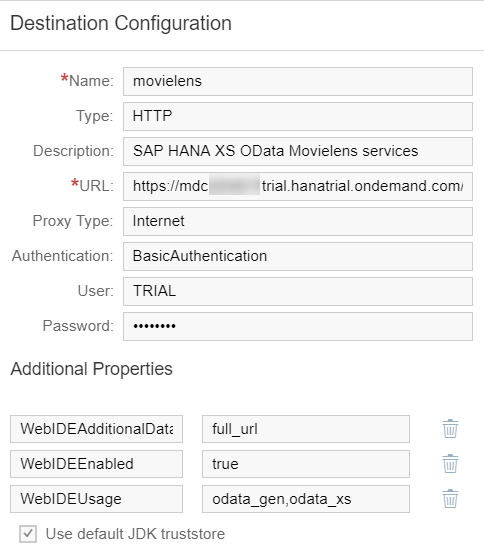 Destination Configuration
*Name: movielens
Type: HTTP
Description: SAP HANA XS OData Movielens services
*URL: https://mdc trial.hanatrial.ondemand.com/
Proxy Type: Internet
Authentication: BasicAuthentication
User: TRIAL
Password: ••••••••
Additional Properties
WebIDEAdditionalData full_url
WebIDEEnabled true
WebIDEUsage odata_gen,odata_xs
Use default JDK truststore